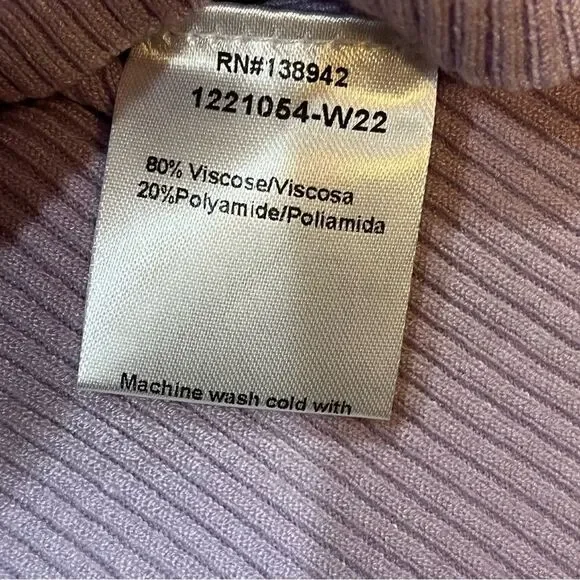 RN#138942
1221054-W22
80% Viscose/Viscosa
20%Polyamide/Poliamida
Machine wash cold with